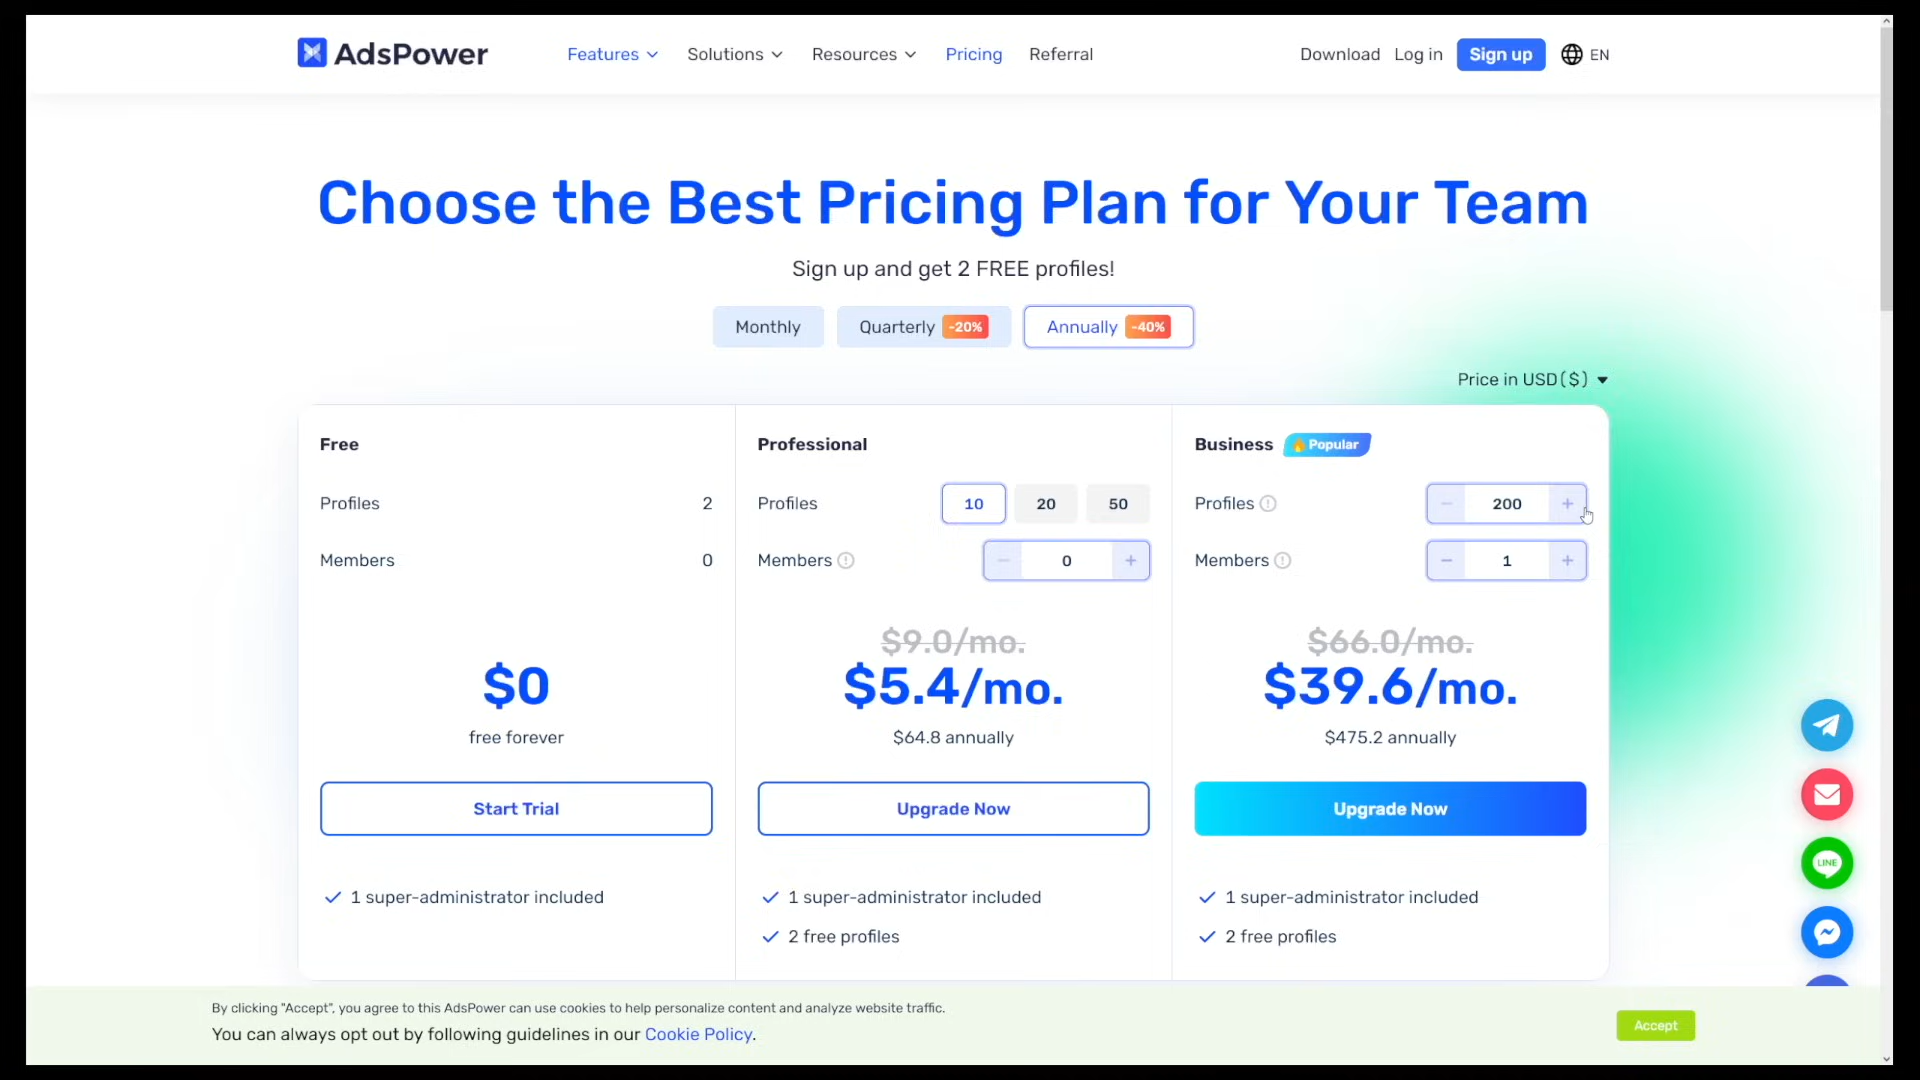 AdsPower
Features Solutions Resources Pricing Referral Download Log in Sign up EN
Choose the Best Pricing Plan for Your Team
Sign up and get 2 FREE profiles!
Monthly Quarterly -20% Annually -40%
Price in USD($)
Free
Profiles 2
Members 0
$0
free forever
Start Trial
1 super-administrator included
Professional
Profiles 10 20 50
Members 0
$9.0/mo.
$5.4/mo.
$64.8 annually
Upgrade Now
1 super-administrator included
2 free profiles
Business Popular
Profiles 200
Members 1
$66.0/mo.
$39.6/mo.
$475.2 annually
Upgrade Now
1 super-administrator included
2 free profiles
LINE
By clicking "Accept", you agree to this AdsPower can use cookies to help personalize content and analyze website traffic.
You can always opt out by following guidelines in our Cookie Policy.
Accept